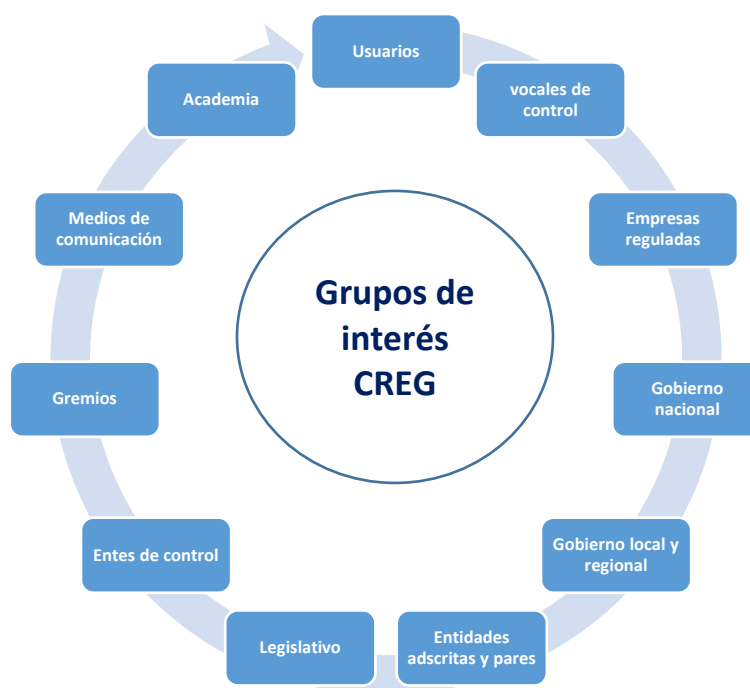 Usuarios
vocales de
control
Empresas
reguladas
Gobierno
nacional
Gobierno local y
regional
Entidades
adscritas y pares
Legislativo
Entes de control
Gremios
Medios de
comunicación
Academia
Grupos de
interés
CREG